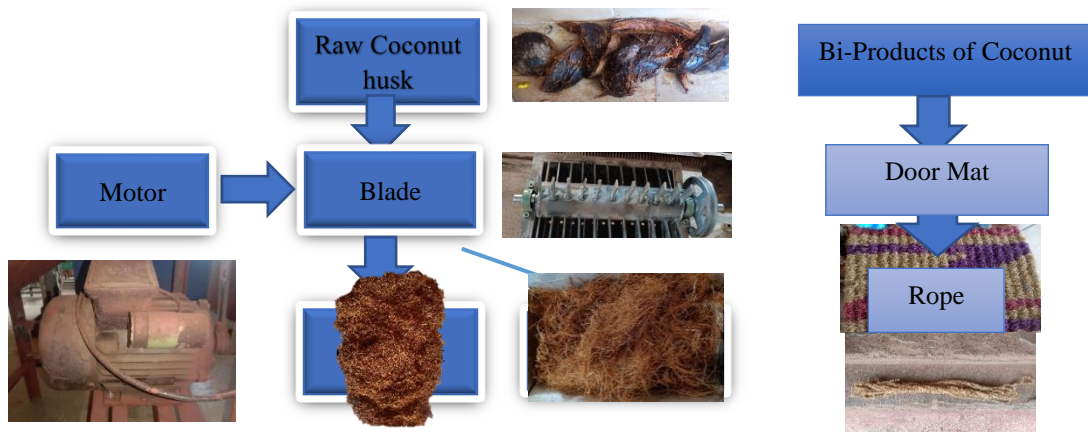 Raw Coconut
husk
Motor
Blade
Bi-Products of Coconut
Door Mat
Rope